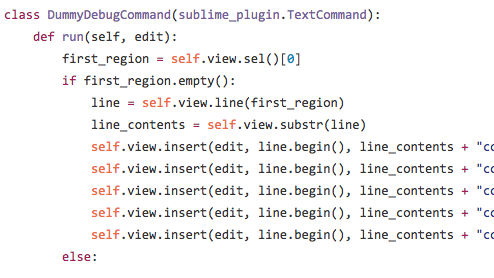 class DummyDebugCommand(sublime_plugin.TextCommand):
def run(self, edit):
first_region = self.view.sel()[0]
if first_region.empty():
line = self.view.line(first_region)
line_contents = self.view.substr(line)
self.view.insert(edit, line.begin(), line_contents + "co
self.view.insert(edit, line.begin(), line_contents + "co
self.view.insert(edit, line.begin(), line_contents + "co
self.view.insert(edit, line.begin(), line_contents + "co
self.view.insert(edit, line.begin(), line_contents + "co
else: